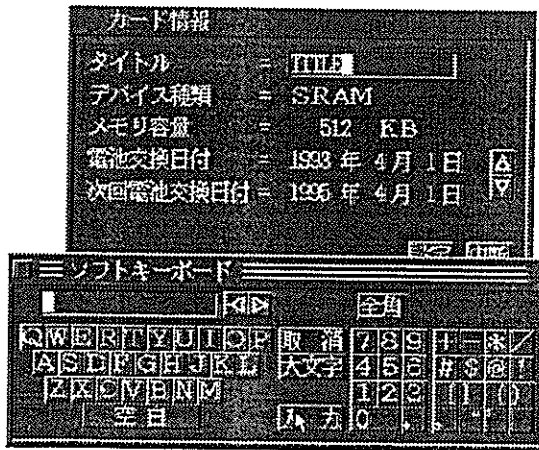 カード情報
タイトル = TITLE
デバイス種類 = SRAM
メモリ容量 = 512 KB
電池交換日付 = 1993 年 4月 1日
次回電池交換日付 = 1995 年 4月 1日
設定 中断
ソフトキーボード
全角
Q W E R T Y U I O P 取 消 7 8 9 + - * /
A S D F G H J K L 大文字 4 5 6 # $ @ !
Z X C V B N M 1 2 3 [ ] ( )
空白 入 力 0 . , " '